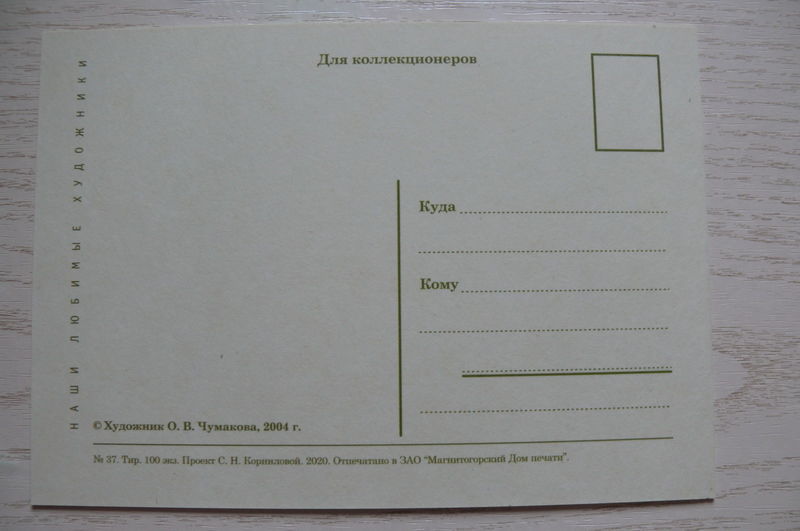 Для коллекционеров
НАШИ ЛЮБИМЫЕ ХУДОЖНИКИ
Куда
Кому
© Художник О. В. Чумакова, 2004 г.
№ 37. Тир. 100 экз. Проект С. Н. Корниловой. 2020. Отпечатано в ЗАО "Магнитогорский Дом печати".